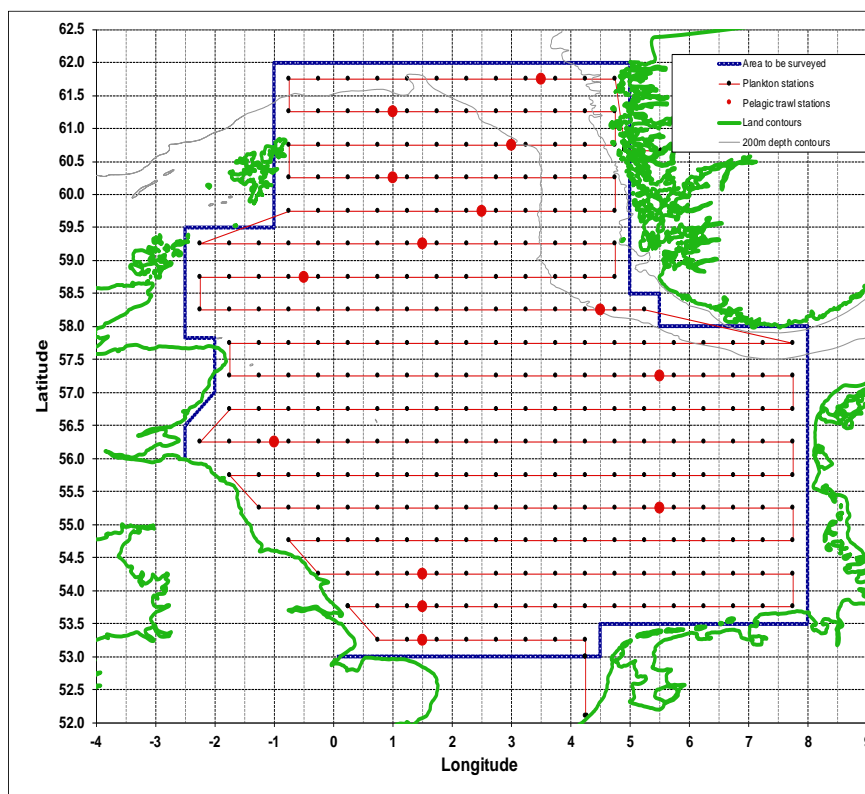 62.5
62.0
61.5
61.0
60.5
60.0
59.5
59.0
58.5
58.0
57.5
57.0
56.5
56.0
55.5
55.0
54.5
54.0
53.5
53.0
52.5
52.0
Latitude
Area to be surveyed
Plankton stations
Pelagic trawl stations
Land contours
200m depth contours
-4 -3 -2 -1 0 1 2 3 4 5 6 7 8 9
Longitude